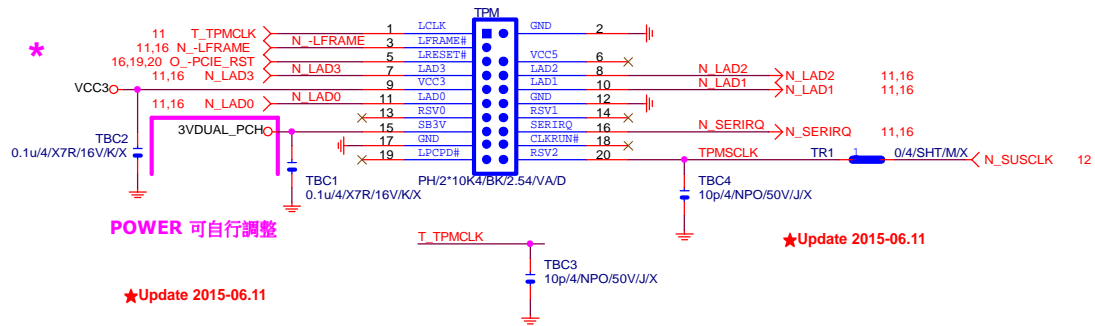 TPM
11 T_TPMCLK 1 LCLK GND 2
11,16 N_-LFRAME N_-LFRAME 3 LFRAME#
*
16,19,20 O_-PCIE_RST 5 LRESET# VCC5 6
11,16 N_LAD3 N_LAD3 7 LAD3 LAD2 8 N_LAD2 N_LAD2 11,16
VCC3 9 VCC3 LAD1 10 N_LAD1 N_LAD1 11,16
11,16 N_LAD0 N_LAD0 11 LAD0 GND 12
13 RSV0 RSV1 14
3VDUAL_PCH 15 SB3V SERIRQ 16 N_SERIRQ N_SERIRQ 11,16
17 GND CLKRUN# 18
19 LPCPD# RSV2 20 TPMSCLK TR1 1 0/4/SHT/M/X N_SUSCLK 12
TBC2
0.1u/4/X7R/16V/K/X
TBC1
0.1u/4/X7R/16V/K/X
PH/2*10K4/BK/2.54/VA/D
TBC4
10p/4/NPO/50V/J/X
POWER 可自行調整
★Update 2015-06.11
T_TPMCLK
TBC3
10p/4/NPO/50V/J/X
★Update 2015-06.11